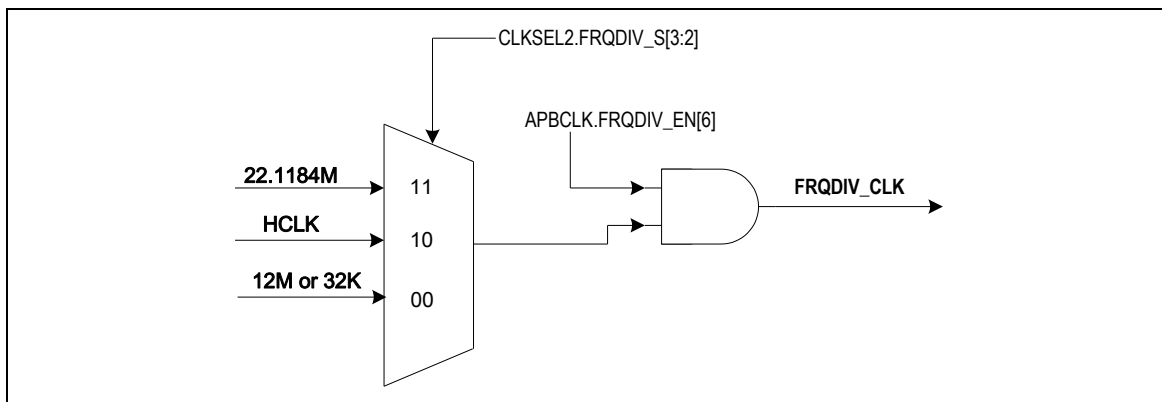 CLKSEL2.FRQDIV_S[3:2]
APBCLK.FRQDIV_EN[6]
22.1184M
11
FRQDIV_CLK
HCLK
10
12M or 32K
00